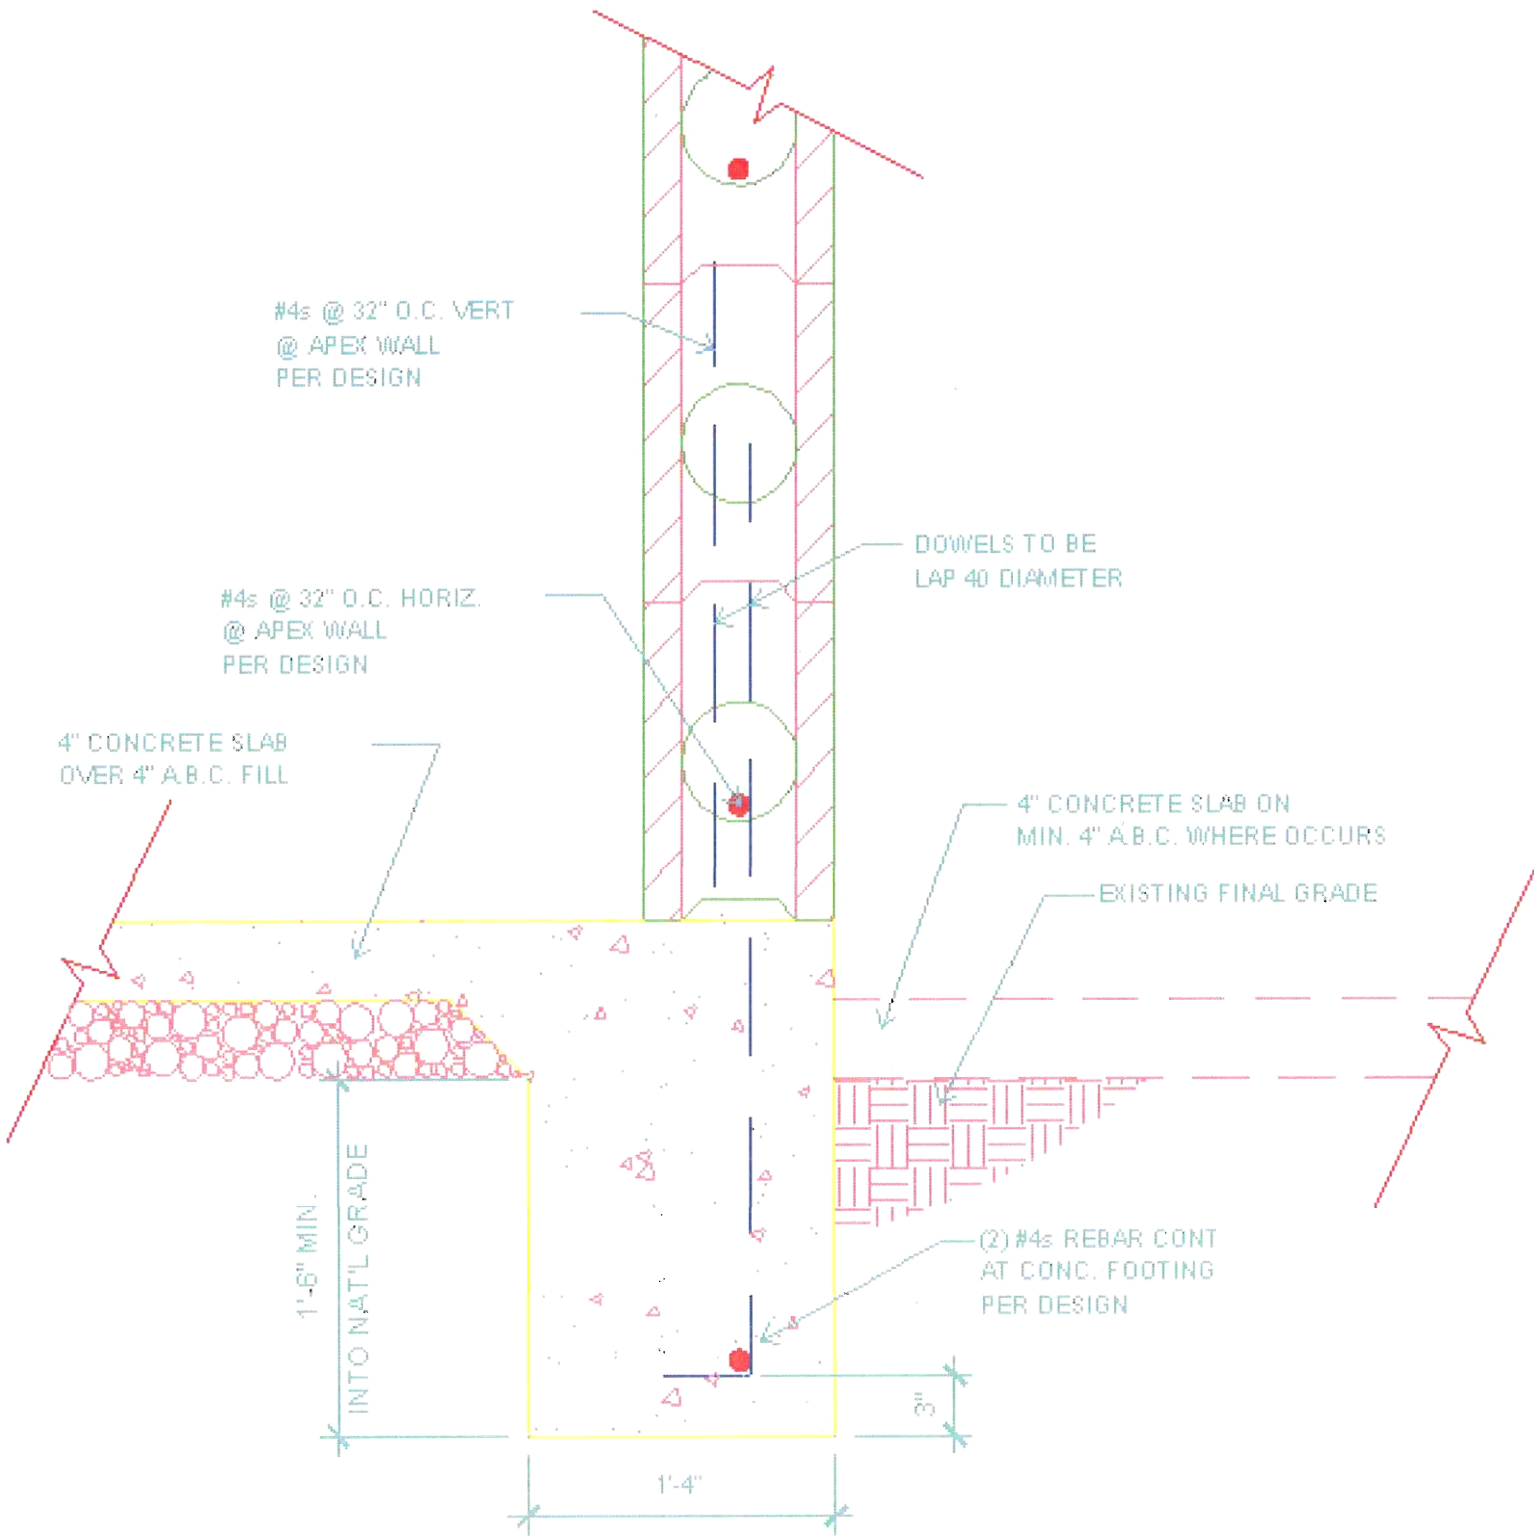 #4s @ 32" O.C. VERT
@ APEX WALL
PER DESIGN
DOWELS TO BE
LAP 40 DIAMETER
#4s @ 32" O.C. HORIZ.
@ APEX WALL
PER DESIGN
4" CONCRETE SLAB
OVER 4" A.B.C. FILL
4" CONCRETE SLAB ON
MIN. 4" A.B.C. WHERE OCCURS
EXISTING FINAL GRADE
1'-6" MIN.
INTO NAT'L GRADE
(2) #4s REBAR CONT
AT CONC. FOOTING
PER DESIGN
3"
1'-4"